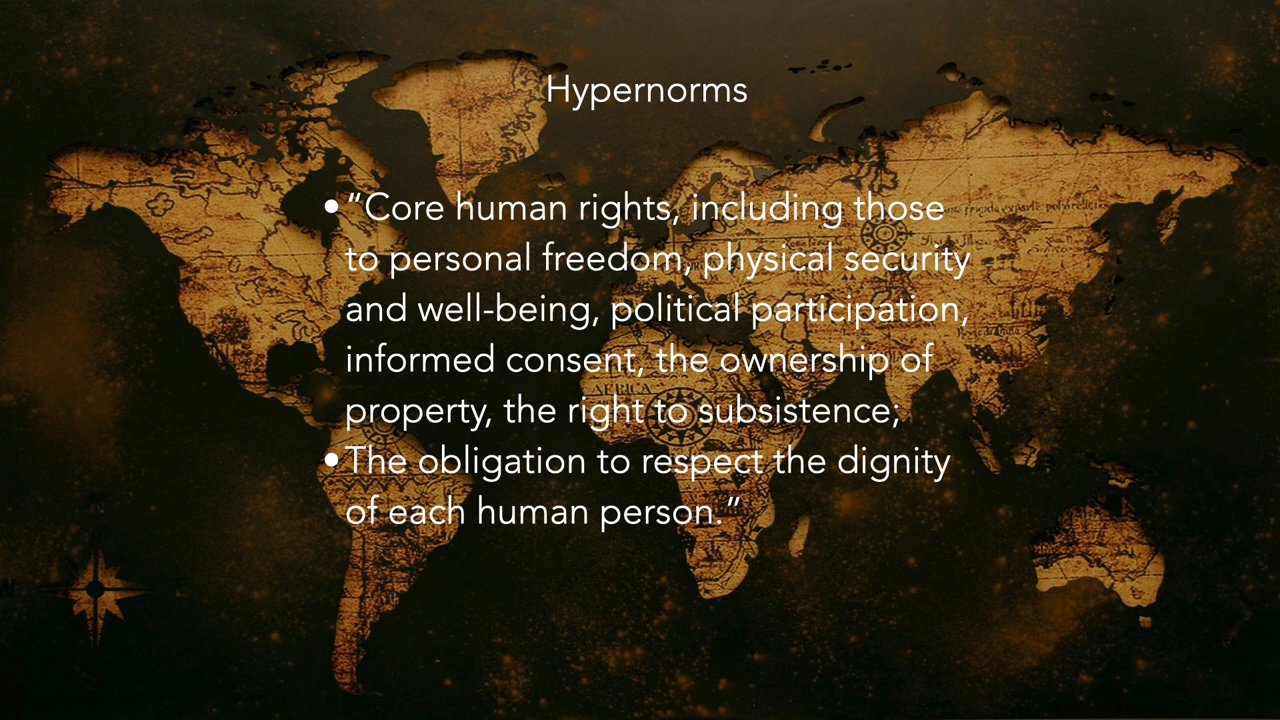 Hypernorms
•“Core human rights, including those
to personal freedom, physical security
and well-being, political participation,
informed consent, the ownership of
property, the right to subsistence;
•The obligation to respect the dignity
of each human person.”
AFRICA